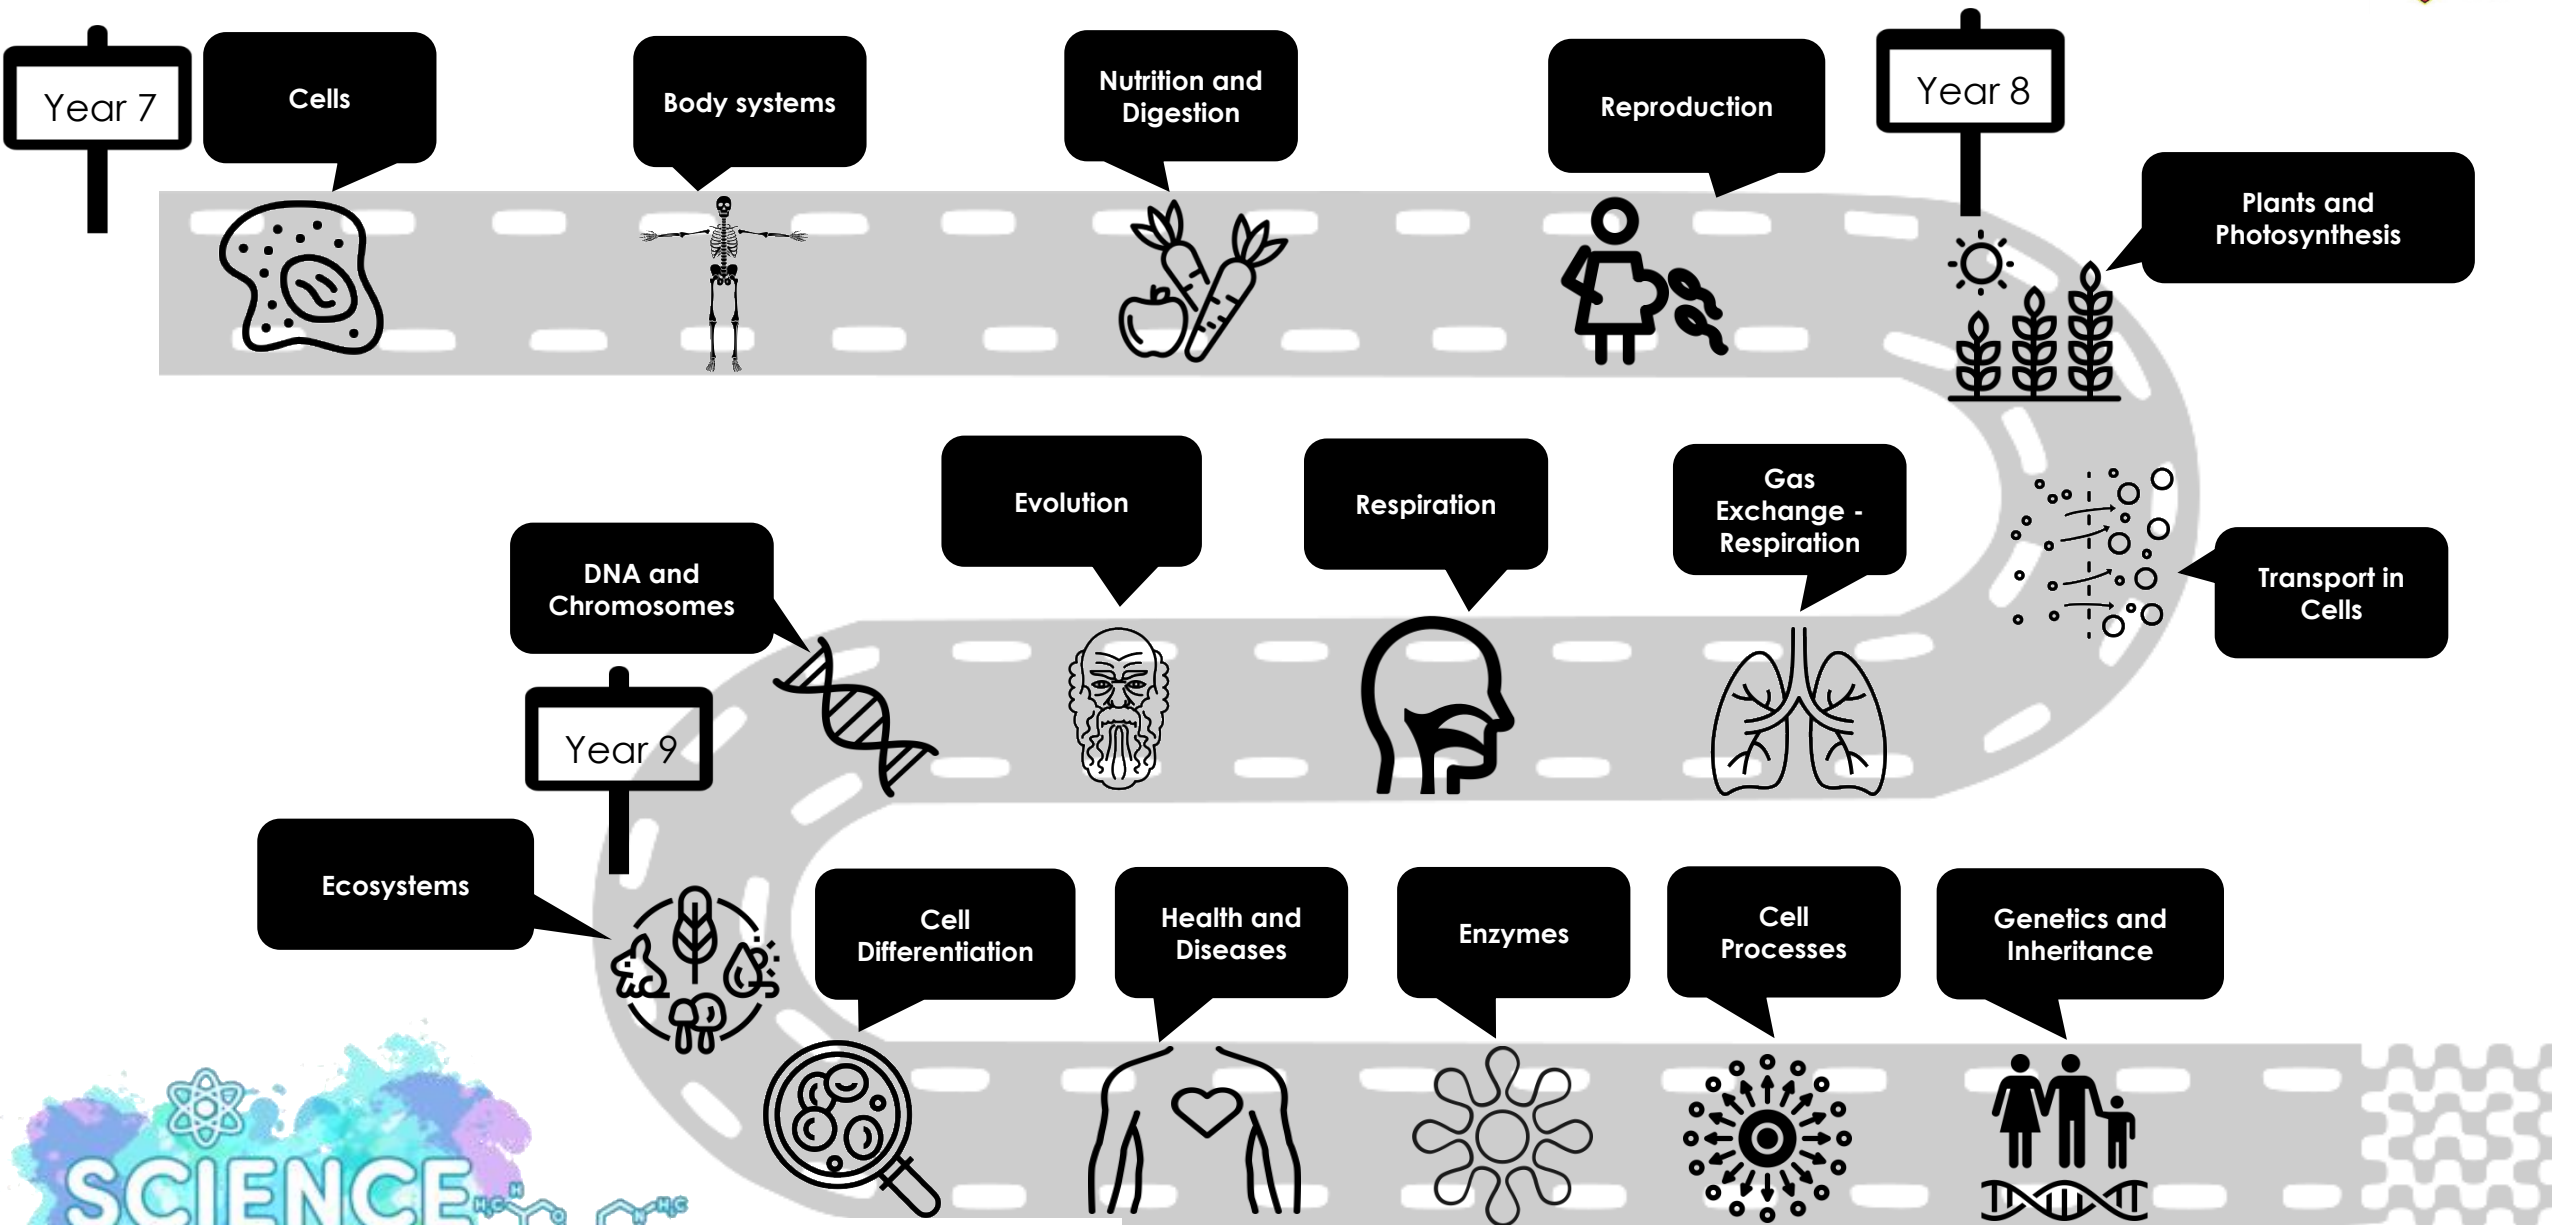 Year 7
Cells
Body systems
Nutrition and
Digestion
Reproduction
Year 8
Plants and
Photosynthesis
Transport in
Cells
Gas
Exchange -
Respiration
Respiration
Evolution
DNA and
Chromosomes
Year 9
Ecosystems
Cell
Differentiation
Health and
Diseases
Enzymes
Cell
Processes
Genetics and
Inheritance
SCIENCE
H₃C
H
N
H₃C